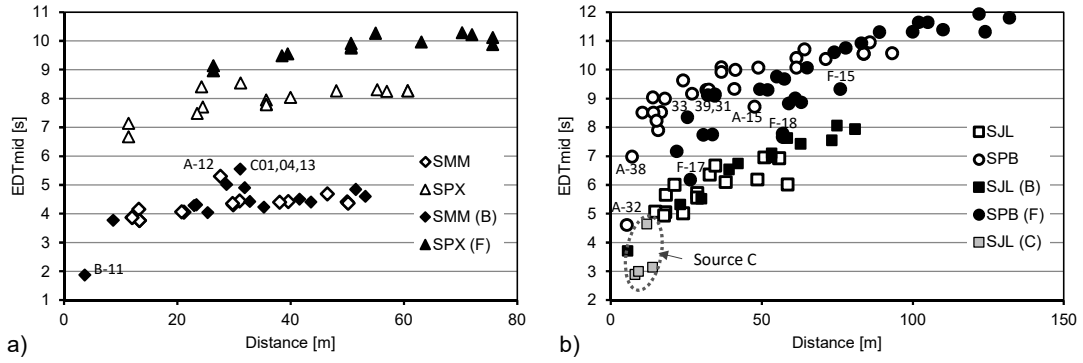 11
10
9
8
7
6
5
4
3
2
1
EDTmid [s]
A-12
C01,04,13
B-11
SMM
SPX
SMM (B)
SPX (F)
0 20 40 60 80
Distance [m]
a)
12
11
10
9
8
7
6
5
4
3
2
EDTmid [s]
33, 39,31
A-15
F-15
F-18
A-38
F-17
A-32
Source C
SJL
SPB
SJL (B)
SPB (F)
SJL (C)
0 50 100 150
Distance [m]
b)